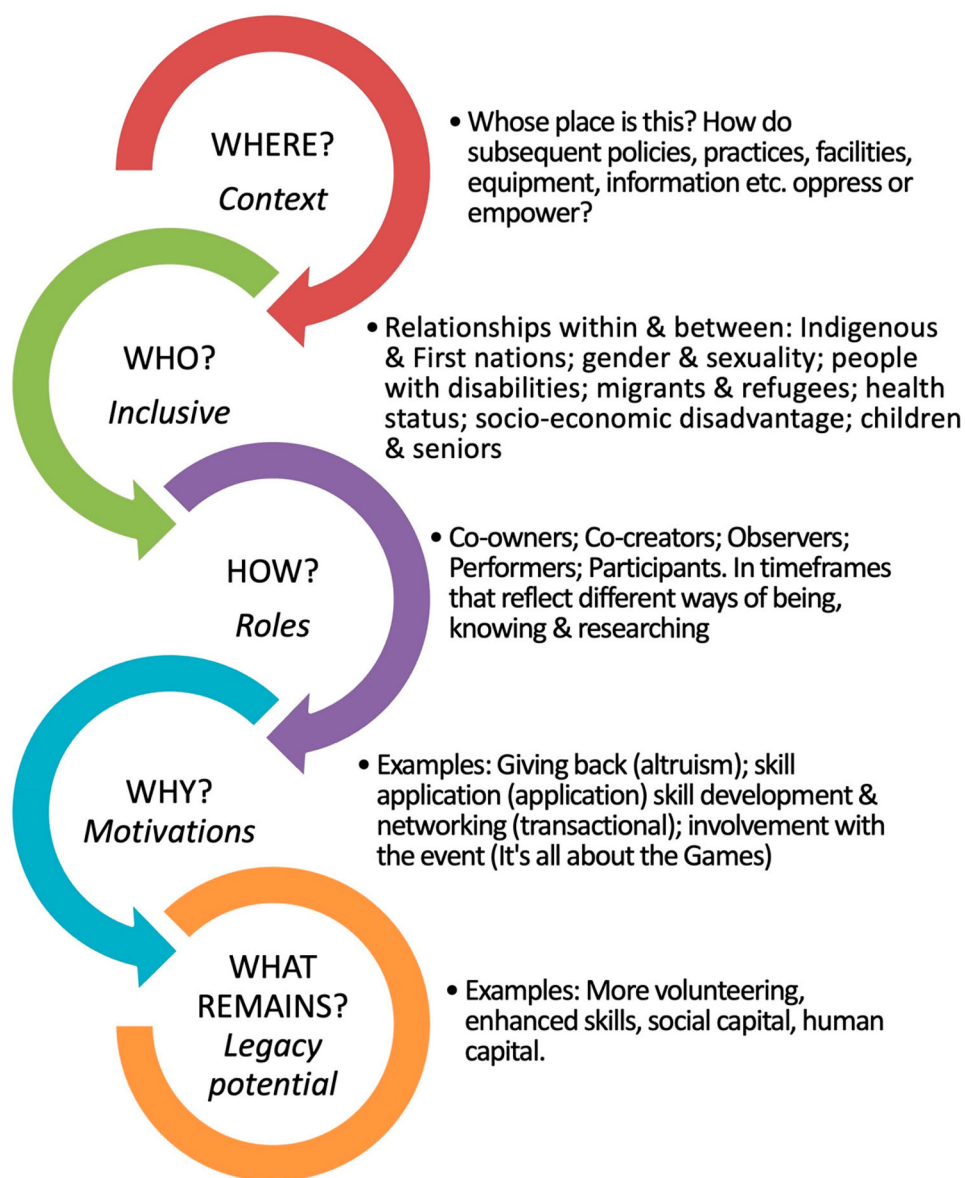 WHERE?
Context
• Whose place is this? How do
subsequent policies, practices, facilities,
equipment, information etc. oppress or
empower?
WHO?
Inclusive
• Relationships within & between: Indigenous
& First nations; gender & sexuality; people
with disabilities; migrants & refugees; health
status; socio-economic disadvantage; children
& seniors
HOW?
Roles
• Co-owners; Co-creators; Observers;
Performers; Participants. In timeframes
that reflect different ways of being,
knowing & researching
WHY?
Motivations
• Examples: Giving back (altruism); skill
application (application) skill development &
networking (transactional); involvement with
the event (It's all about the Games)
WHAT
REMAINS?
Legacy
potential
• Examples: More volunteering,
enhanced skills, social capital, human
capital.